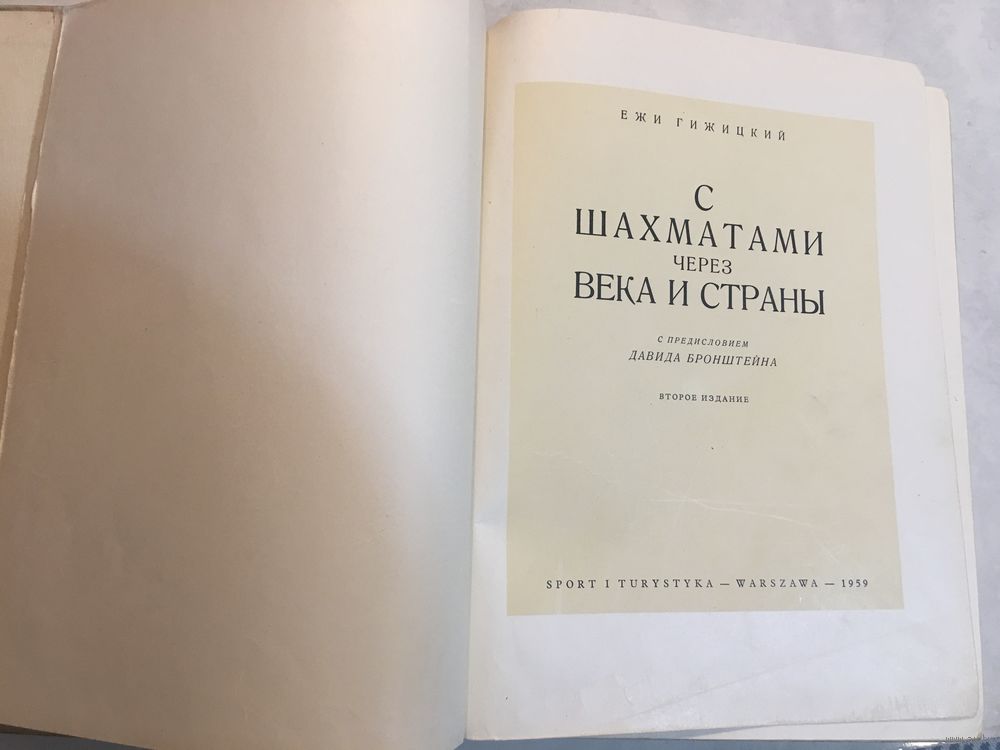 ЕЖИ ГИЖИЦКИЙ
С
ШАХМАТАМИ
ЧЕРЕЗ
ВЕКА И СТРАНЫ
С ПРЕДИСЛОВИЕМ
ДАВИДА БРОНШТЕЙНА
ВТОРОЕ ИЗДАНИЕ
SPORT I TURYSTYKA — WARSZAWA — 1959